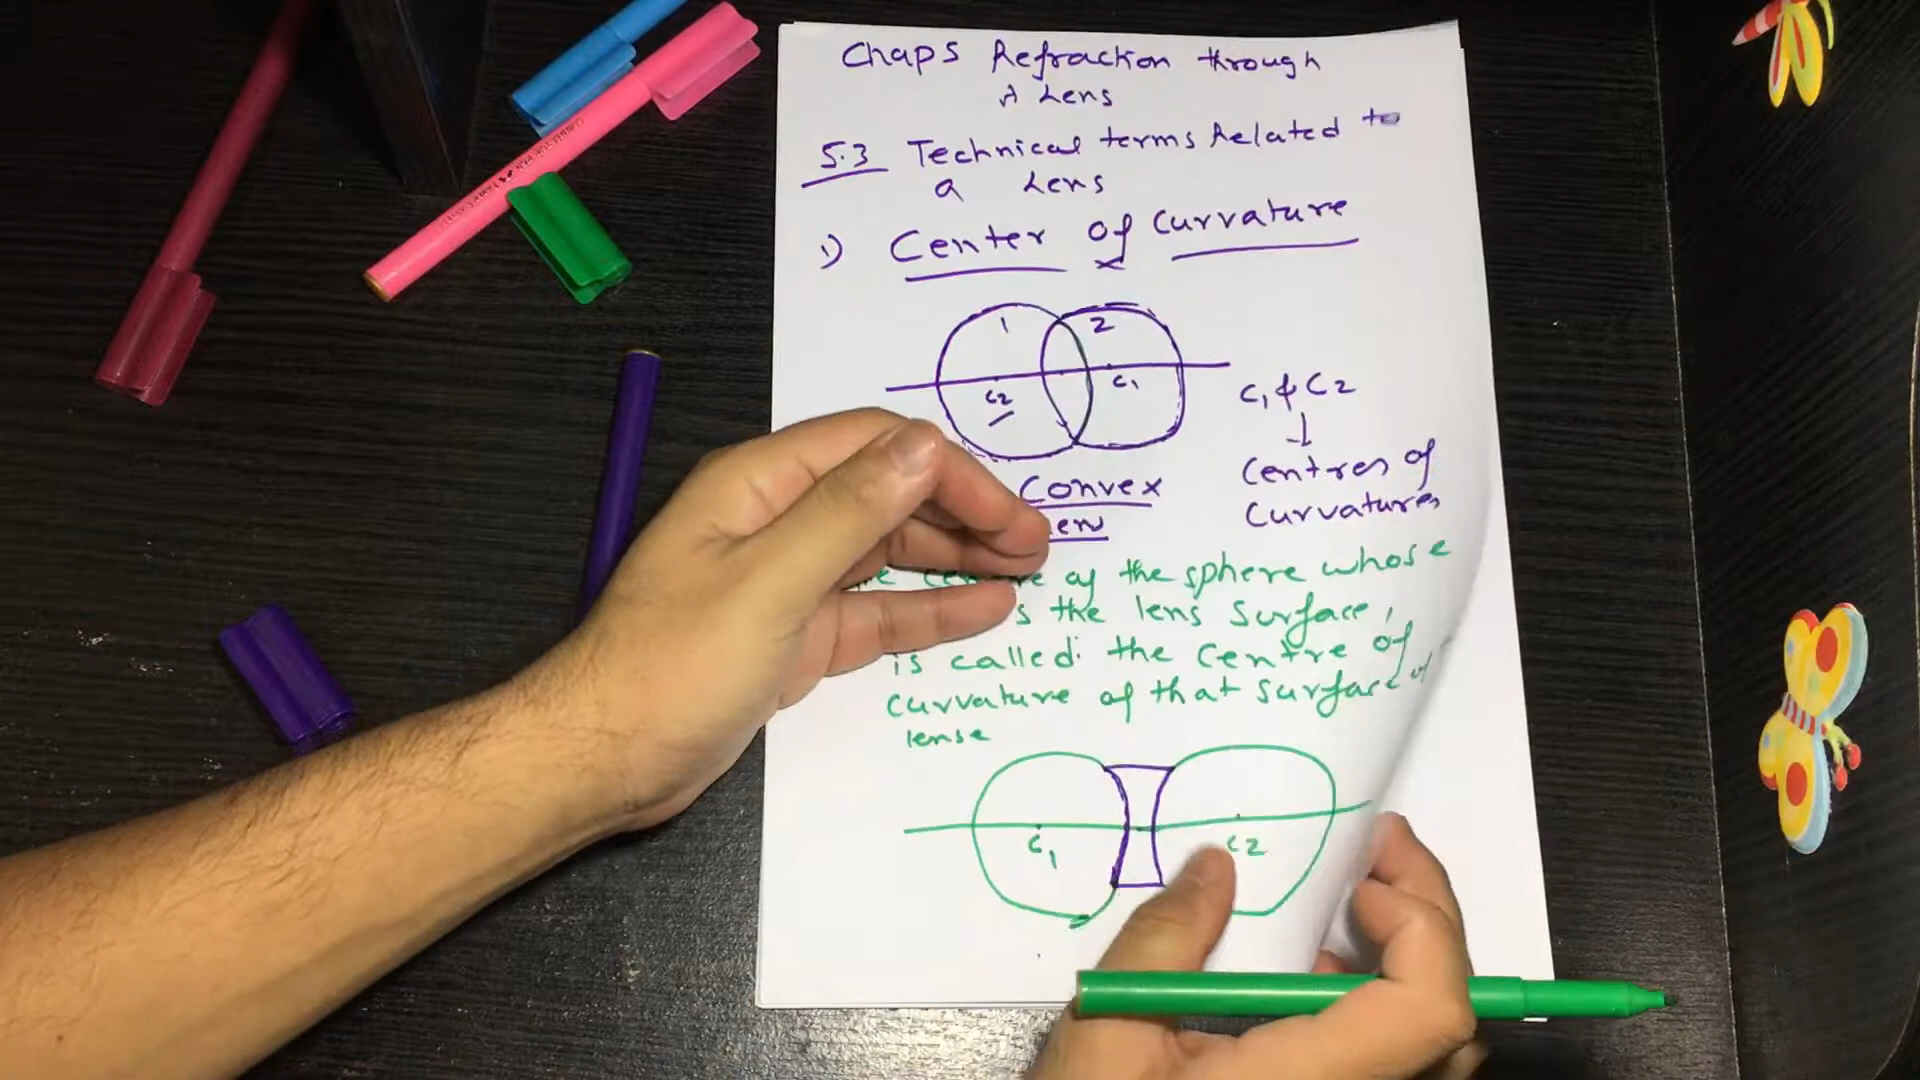 Chap5 Refraction through
A Lens
5.3 Technical terms Related to
a Lens
1) Center of Curvature
1 2
C2 C1
C1 & C2
↓
Centres of
Curvatures
Convex
of the sphere whose
s the lens surface,
is called the centre of
curvature of that surface of
lense
C1 C2